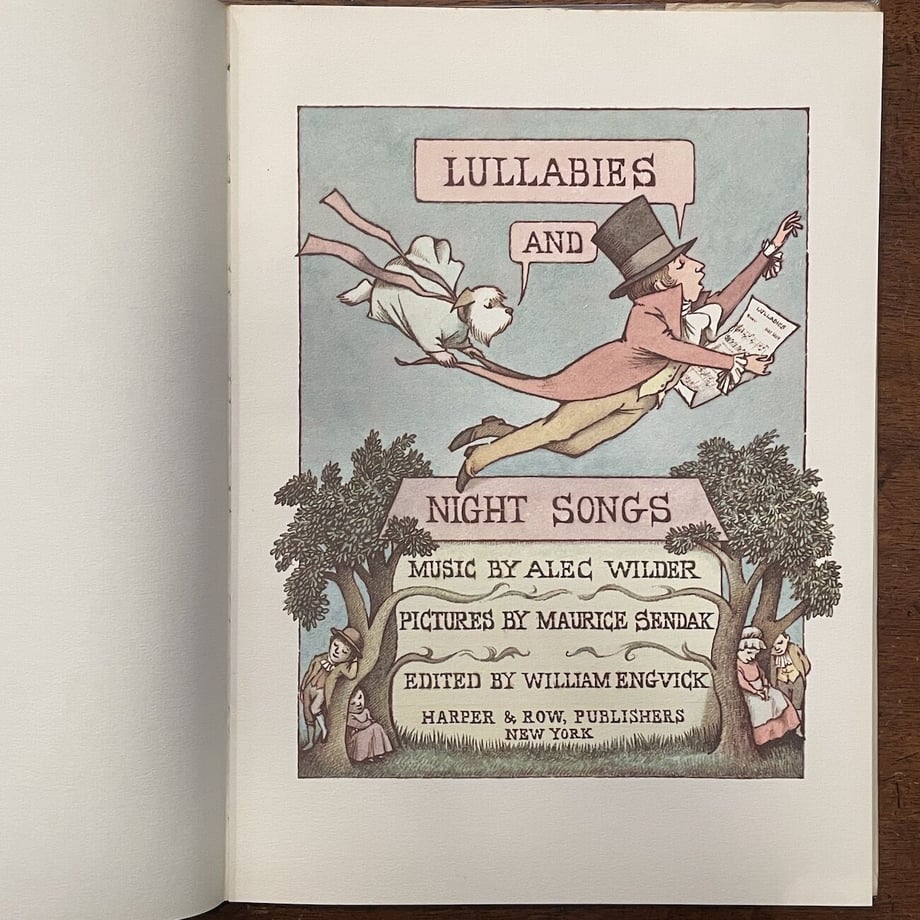 LULLABIES
AND
LULLABIES
NIGHT SONGS
MUSIC BY ALEC WILDER
PICTURES BY MAURICE SENDAK
EDITED BY WILLIAM ENGVICK
HARPER & ROW, PUBLISHERS
NEW YORK